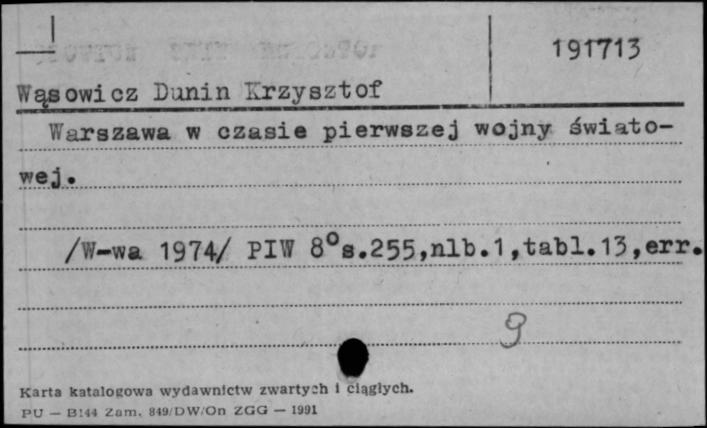 191713
Wąsowicz Dunin Krzysztof
Warszawa w czasie pierwszej wojny świato-
wej.
/W-wa 1974/ PIW 8° s.255,nlb.1,tabl.13,err.
9
Karta katalogowa wydawnictw zwartych i ciągłych.
PU — B144 Zam. 849/DW/On ZGG — 1991